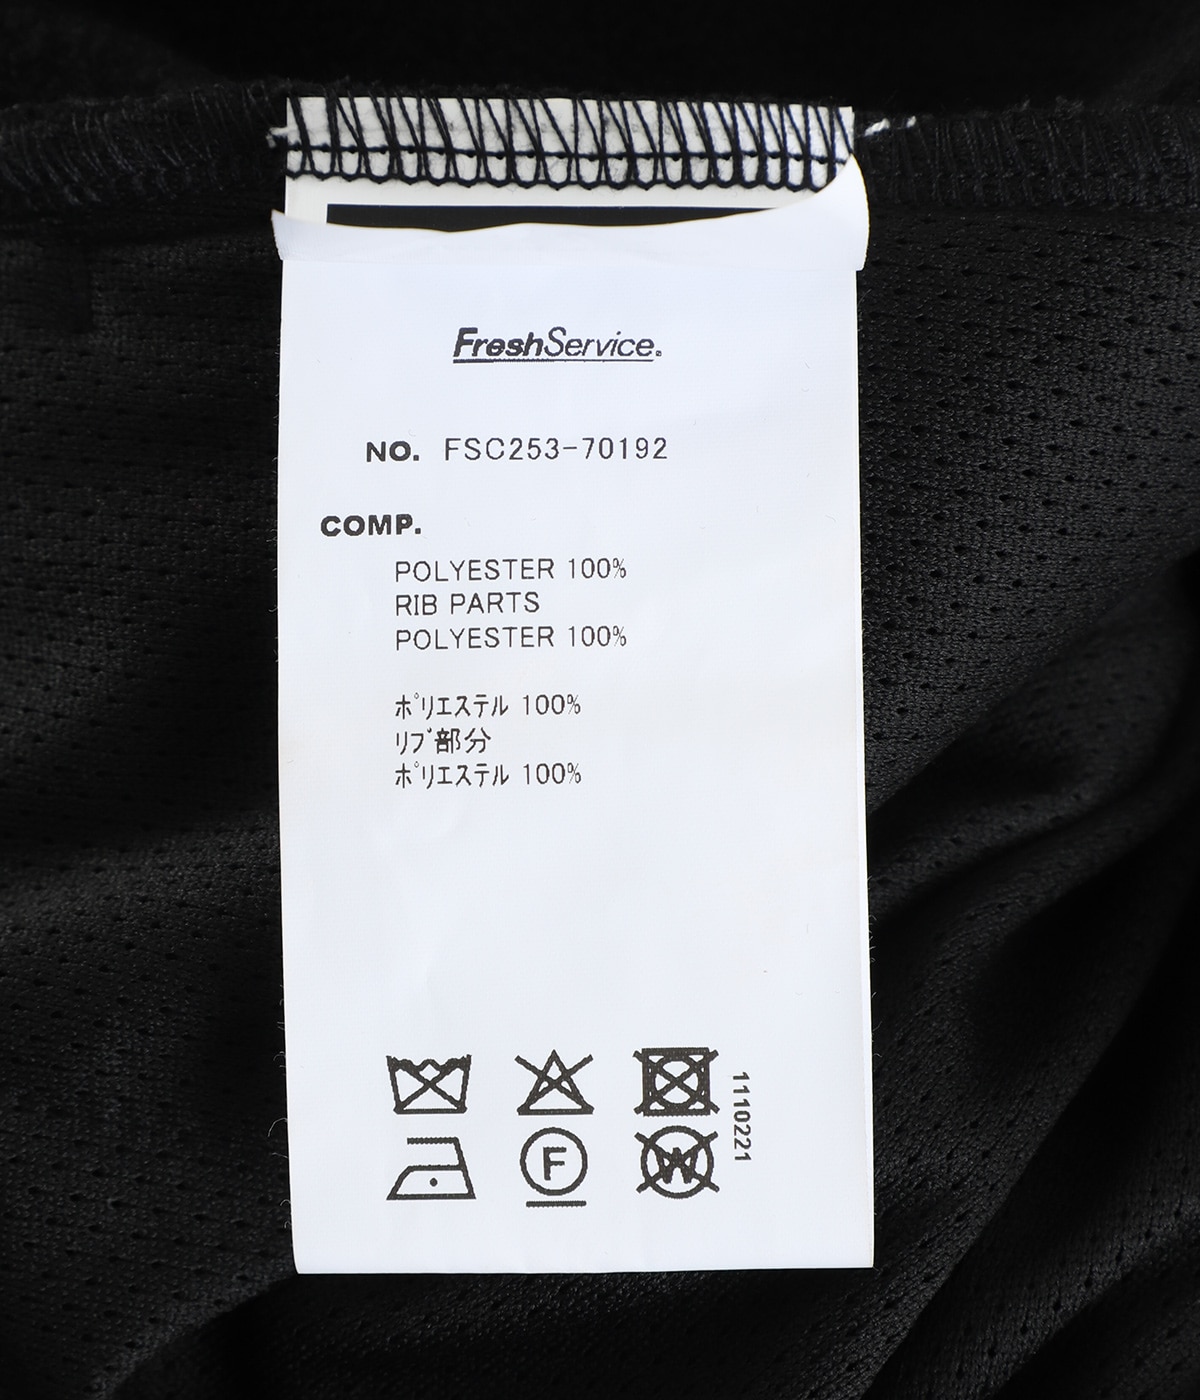 FreshService.
NO. FSC253-70192
COMP.
POLYESTER 100%
RIB PARTS
POLYESTER 100%
ﾎﾟﾘｴｽﾃﾙ 100%
ﾘﾌﾞ部分
ﾎﾟﾘｴｽﾃﾙ 100%
1110221
F
W